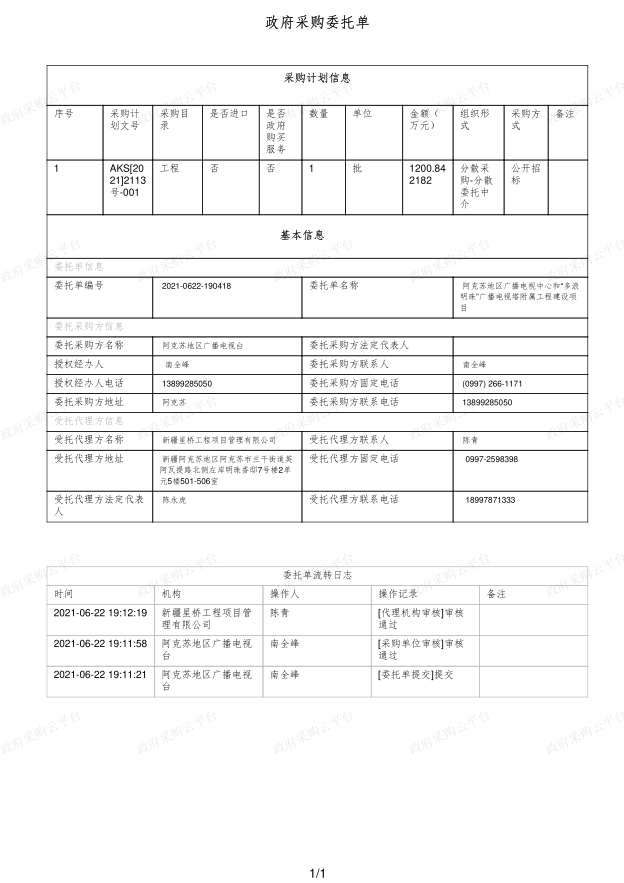 政府采购委托单
采购计划信息
序号 采购计划文号 采购目录 是否进口 是否政府购买服务 数量 单位 金额（万元） 组织形式 采购方式 备注
1 AKS[2021]2113号-001 工程 否 否 1 批 1200.842182 分散采购-分散委托中介 公开招标
基本信息
委托单信息
委托单编号 2021-0622-190418 委托单名称 阿克苏地区广播电视中心和“多浪明珠”广播电视塔附属工程建设项目
委托采购方信息
委托采购方名称 阿克苏地区广播电视台 委托采购方法定代表人
授权经办人 南全峰 委托采购方联系人 南全峰
授权经办人电话 13899285050 委托采购方固定电话 (0997) 266-1171
委托采购方地址 阿克苏 委托采购方联系电话 13899285050
受托代理方信息
受托代理方名称 新疆星桥工程项目管理有限公司 受托代理方联系人 陈青
受托代理方地址 新疆阿克苏地区阿克苏市兰干街道英阿瓦提路北侧左岸明珠香邸7号楼2单元5楼501-506室 受托代理方固定电话 0997-2598398
受托代理方法定代表人 陈永虎 受托代理方联系电话 18997871333
委托单流转日志
时间 机构 操作人 操作记录 备注
2021-06-22 19:12:19 新疆星桥工程项目管理有限公司 陈青 [代理机构审核]审核通过
2021-06-22 19:11:58 阿克苏地区广播电视台 南全峰 [采购单位审核]审核通过
2021-06-22 19:11:21 阿克苏地区广播电视台 南全峰 [委托单提交]提交
政府采购云平台
1/1